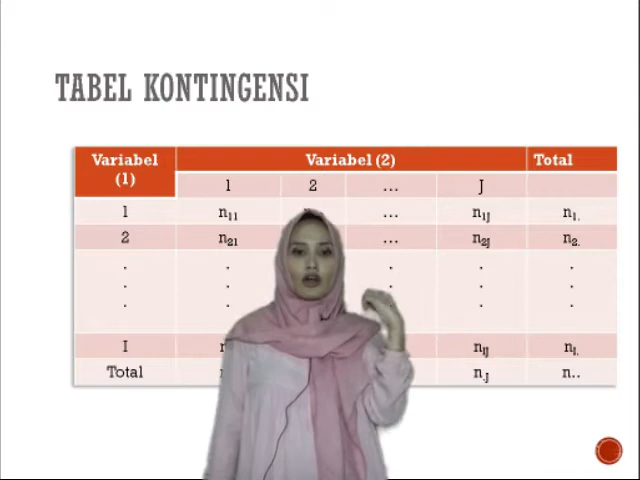 TABEL KONTINGENSI
Variabel (1) Variabel (2) Total
1 2 ... J
1 n11 ... n1J n1.
2 n21 ... n2J n2.
. . . . .
. . . . .
. . . . .
I nIJ nI.
Total n.J n..